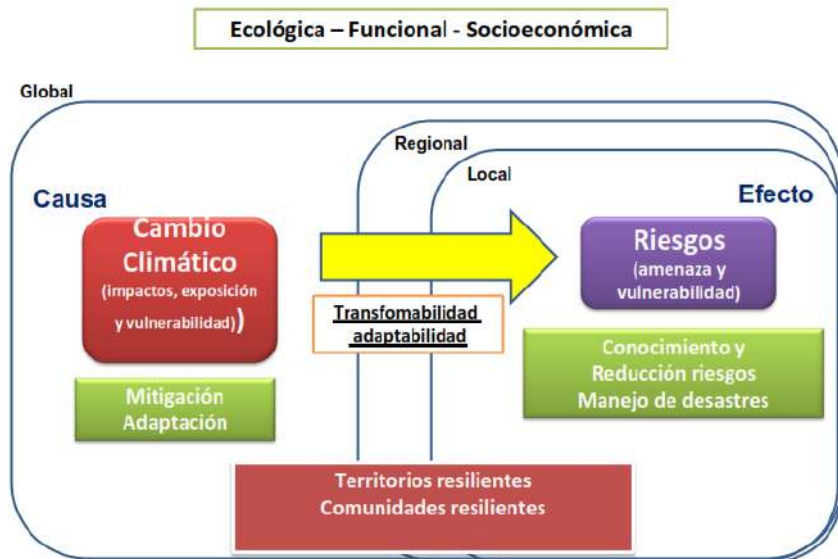 Ecológica – Funcional - Socioeconómica
Global
Regional
Local
Causa
Efecto
Cambio
Climático
(impactos, exposición
y vulnerabilidad))
Riesgos
(amenaza y
vulnerabilidad)
Transfomabilidad
adaptabilidad
Mitigación
Adaptación
Conocimiento y
Reducción riesgos
Manejo de desastres
Territorios resilientes
Comunidades resilientes